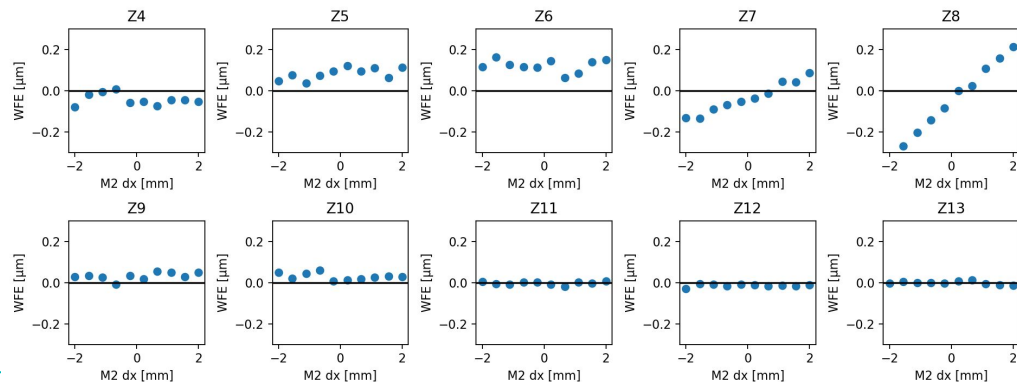 Z4 Z5 Z6 Z7 Z8
WFE [µm] 0.2 0.0 −0.2 WFE [µm] 0.2 0.0 −0.2 WFE [µm] 0.2 0.0 −0.2 WFE [µm] 0.2 0.0 −0.2 WFE [µm] 0.2 0.0 −0.2
−2 0 2 −2 0 2 −2 0 2 −2 0 2 −2 0 2
M2 dx [mm] M2 dx [mm] M2 dx [mm] M2 dx [mm] M2 dx [mm]
Z9 Z10 Z11 Z12 Z13
WFE [µm] 0.2 0.0 −0.2 WFE [µm] 0.2 0.0 −0.2 WFE [µm] 0.2 0.0 −0.2 WFE [µm] 0.2 0.0 −0.2 WFE [µm] 0.2 0.0 −0.2
−2 0 2 −2 0 2 −2 0 2 −2 0 2 −2 0 2
M2 dx [mm] M2 dx [mm] M2 dx [mm] M2 dx [mm] M2 dx [mm]